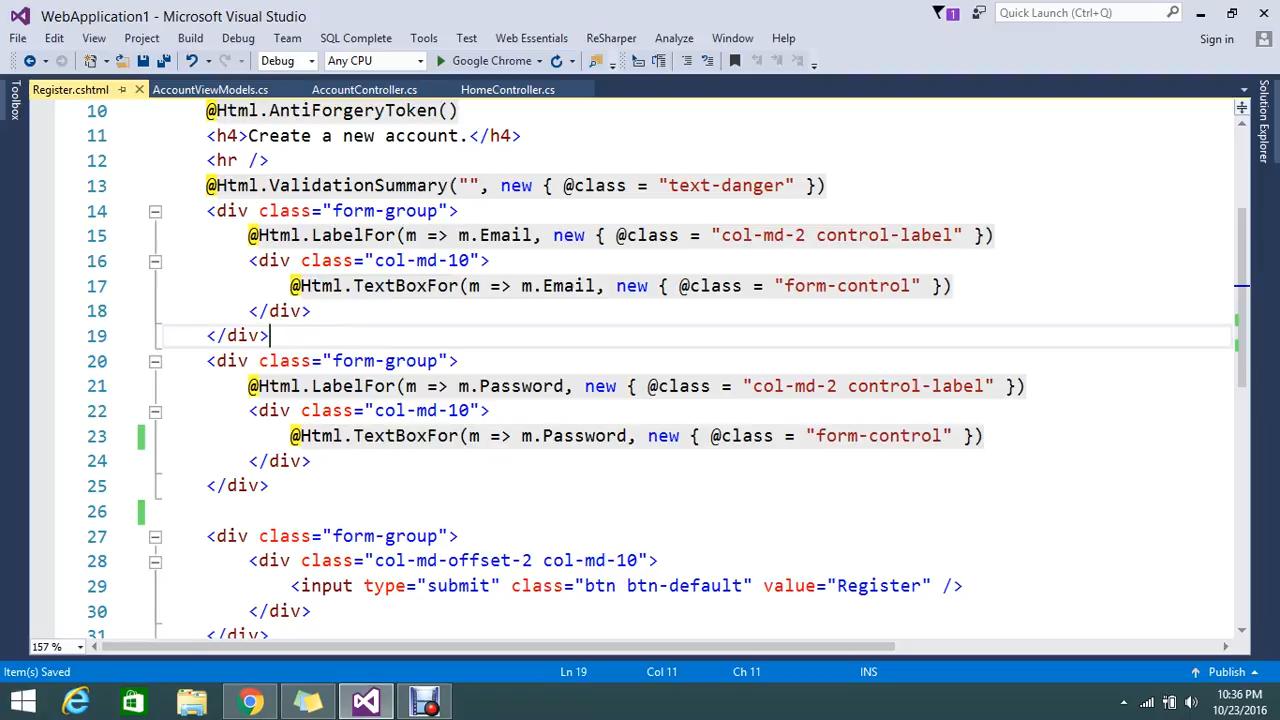 WebApplication1 - Microsoft Visual Studio
1
Quick Launch (Ctrl+Q)
File Edit View Project Build Debug Team SQL Complete Tools Test Web Essentials ReSharper Analyze Window Help
Sign in
Debug Any CPU Google Chrome
Register.cshtml AccountViewModels.cs AccountController.cs HomeController.cs
Toolbox
Solution Explorer
10 @Html.AntiForgeryToken()
11 <h4>Create a new account.</h4>
12 <hr />
13 @Html.ValidationSummary("", new { @class = "text-danger" })
14 <div class="form-group">
15 @Html.LabelFor(m => m.Email, new { @class = "col-md-2 control-label" })
16 <div class="col-md-10">
17 @Html.TextBoxFor(m => m.Email, new { @class = "form-control" })
18 </div>
19 </div>
20 <div class="form-group">
21 @Html.LabelFor(m => m.Password, new { @class = "col-md-2 control-label" })
22 <div class="col-md-10">
23 @Html.TextBoxFor(m => m.Password, new { @class = "form-control" })
24 </div>
25 </div>
26
27 <div class="form-group">
28 <div class="col-md-offset-2 col-md-10">
29 <input type="submit" class="btn btn-default" value="Register" />
30 </div>
31 </div>
157 %
Item(s) Saved Ln 19 Col 11 Ch 11 INS Publish
10:36 PM
10/23/2016